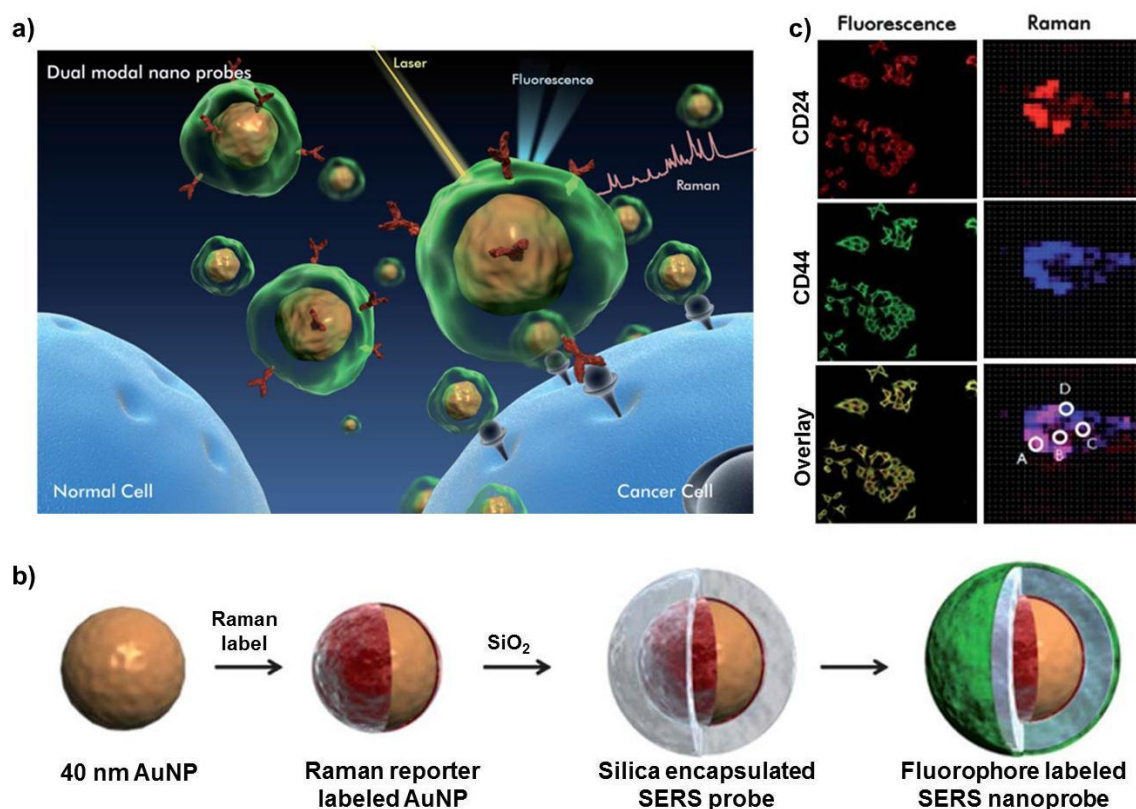 a)
Dual modal nano probes
Laser
Fluorescence
Raman
Normal Cell
Cancer Cell
c)
Fluorescence
Raman
CD24
CD44
Overlay
D
A
B
C
b)
Raman
label
SiO₂
40 nm AuNP
Raman reporter
labeled AuNP
Silica encapsulated
SERS probe
Fluorophore labeled
SERS nanoprobe